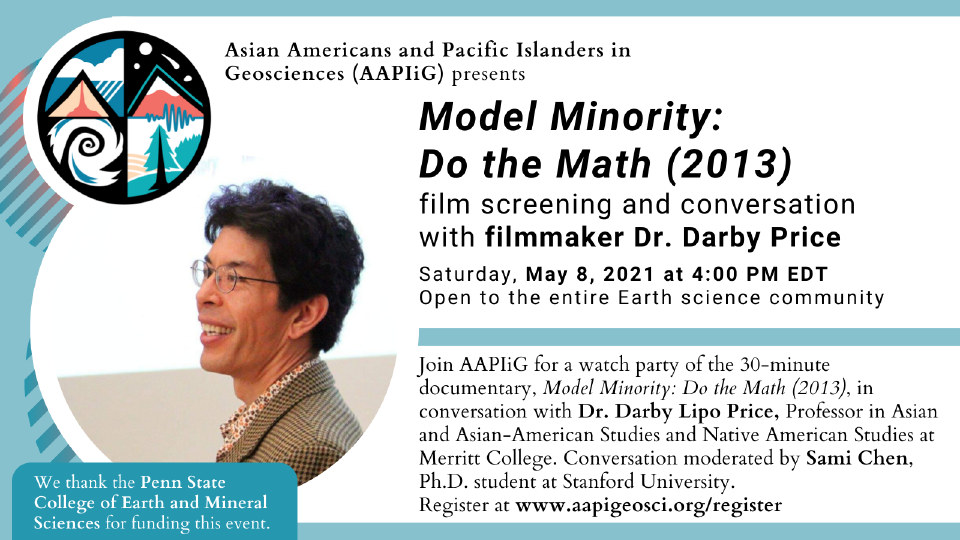 Asian Americans and Pacific Islanders in
Geosciences (AAPIiG) presents
Model Minority:
Do the Math (2013)
film screening and conversation
with filmmaker Dr. Darby Price
Saturday, May 8, 2021 at 4:00 PM EDT
Open to the entire Earth science community
Join AAPIiG for a watch party of the 30-minute
documentary, Model Minority: Do the Math (2013), in
conversation with Dr. Darby Lipo Price, Professor in Asian
and Asian-American Studies and Native American Studies at
Merritt College. Conversation moderated by Sami Chen,
Ph.D. student at Stanford University.
Register at www.aapigeosci.org/register
We thank the Penn State
College of Earth and Mineral
Sciences for funding this event.